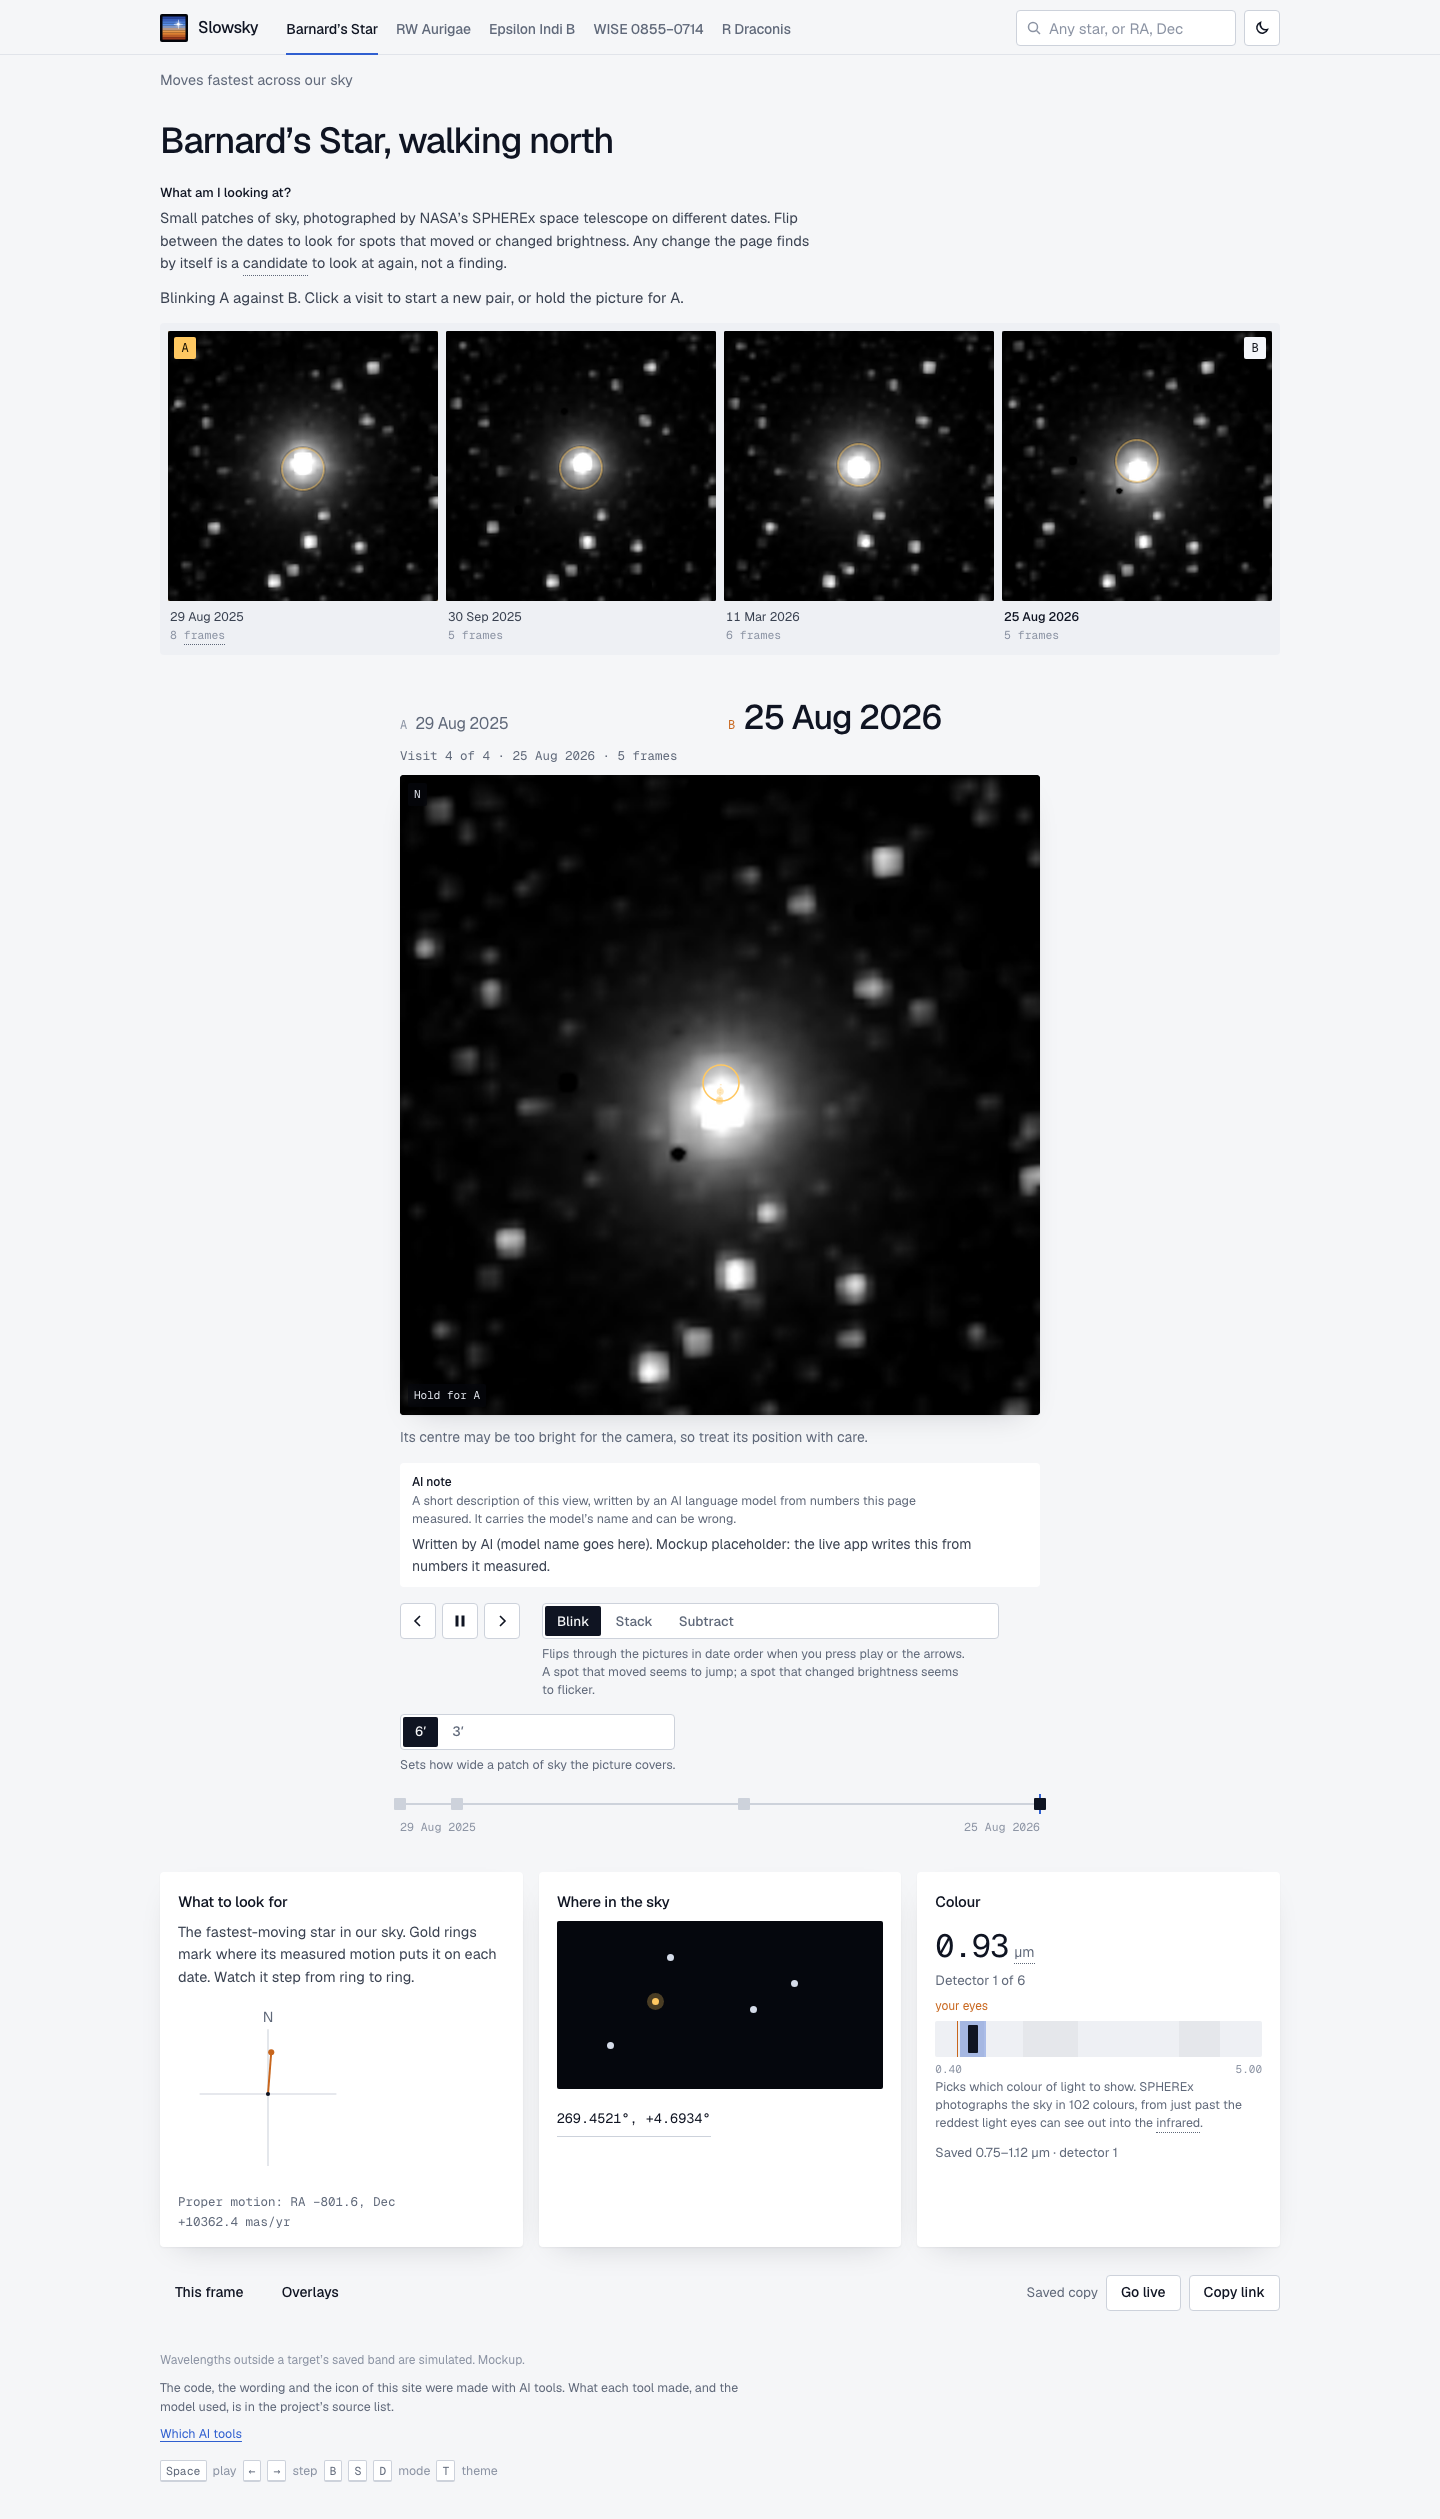 Slowsky
Barnard’s Star
RW Aurigae
Epsilon Indi B
WISE 0855−0714
R Draconis
Any star, or RA, Dec
Moves fastest across our sky
Barnard’s Star, walking north
What am I looking at?
Small patches of sky, photographed by NASA’s SPHEREx space telescope on different dates. Flip
between the dates to look for spots that moved or changed brightness. Any change the page finds
by itself is a candidate to look at again, not a finding.
Blinking A against B. Click a visit to start a new pair, or hold the picture for A.
A
B
29 Aug 2025
8 frames
30 Sep 2025
5 frames
11 Mar 2026
6 frames
25 Aug 2026
5 frames
A 29 Aug 2025
B 25 Aug 2026
Visit 4 of 4 · 25 Aug 2026 · 5 frames
N
Hold for A
Its centre may be too bright for the camera, so treat its position with care.
AI note
A short description of this view, written by an AI language model from numbers this page
measured. It carries the model’s name and can be wrong.
Written by AI (model name goes here). Mockup placeholder: the live app writes this from
numbers it measured.
Blink
Stack
Subtract
Flips through the pictures in date order when you press play or the arrows.
A spot that moved seems to jump; a spot that changed brightness seems
to flicker.
6′
3′
Sets how wide a patch of sky the picture covers.
29 Aug 2025
25 Aug 2026
What to look for
The fastest-moving star in our sky. Gold rings
mark where its measured motion puts it on each
date. Watch it step from ring to ring.
N
Proper motion: RA −801.6, Dec
+10362.4 mas/yr
Where in the sky
269.4521°, +4.6934°
Colour
0.93 µm
Detector 1 of 6
your eyes
0.40
5.00
Picks which colour of light to show. SPHEREx
photographs the sky in 102 colours, from just past the
reddest light eyes can see out into the infrared.
Saved 0.75–1.12 µm · detector 1
This frame
Overlays
Saved copy
Go live
Copy link
Wavelengths outside a target’s saved band are simulated. Mockup.
The code, the wording and the icon of this site were made with AI tools. What each tool made, and the
model used, is in the project’s source list.
Which AI tools
Space play ← → step B S D mode T theme